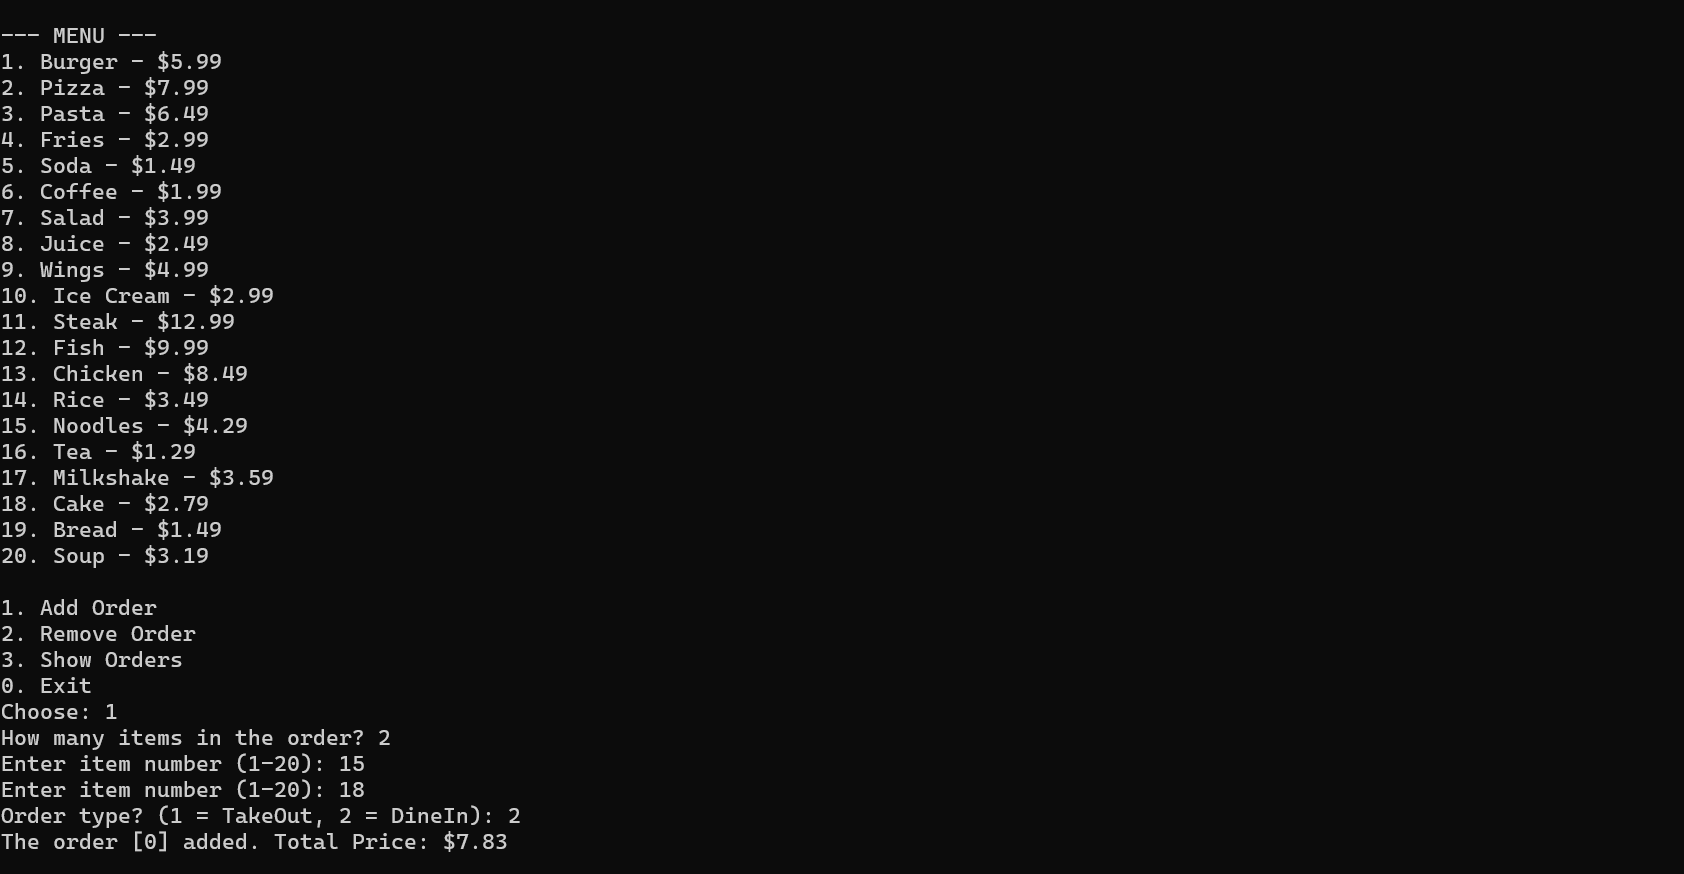 --- MENU ---
1. Burger - $5.99
2. Pizza - $7.99
3. Pasta - $6.49
4. Fries - $2.99
5. Soda - $1.49
6. Coffee - $1.99
7. Salad - $3.99
8. Juice - $2.49
9. Wings - $4.99
10. Ice Cream - $2.99
11. Steak - $12.99
12. Fish - $9.99
13. Chicken - $8.49
14. Rice - $3.49
15. Noodles - $4.29
16. Tea - $1.29
17. Milkshake - $3.59
18. Cake - $2.79
19. Bread - $1.49
20. Soup - $3.19
1. Add Order
2. Remove Order
3. Show Orders
0. Exit
Choose: 1
How many items in the order? 2
Enter item number (1-20): 15
Enter item number (1-20): 18
Order type? (1 = TakeOut, 2 = DineIn): 2
The order [0] added. Total Price: $7.83